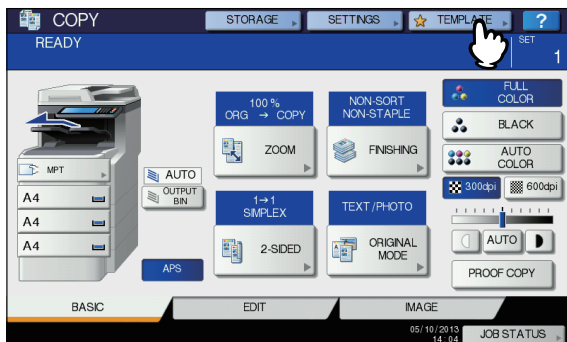 COPY
STORAGE
SETTINGS
TEMPLATE
?
READY
SET
1
100 %
ORG → COPY
ZOOM
NON-SORT
NON-STAPLE
FINISHING
FULL
COLOR
BLACK
AUTO
COLOR
300dpi
600dpi
MPT
A4
A4
A4
AUTO
OUTPUT
BIN
APS
1→1
SIMPLEX
2-SIDED
TEXT/PHOTO
ORIGINAL
MODE
AUTO
PROOF COPY
BASIC
EDIT
IMAGE
05/10/2013
14:04
JOB STATUS